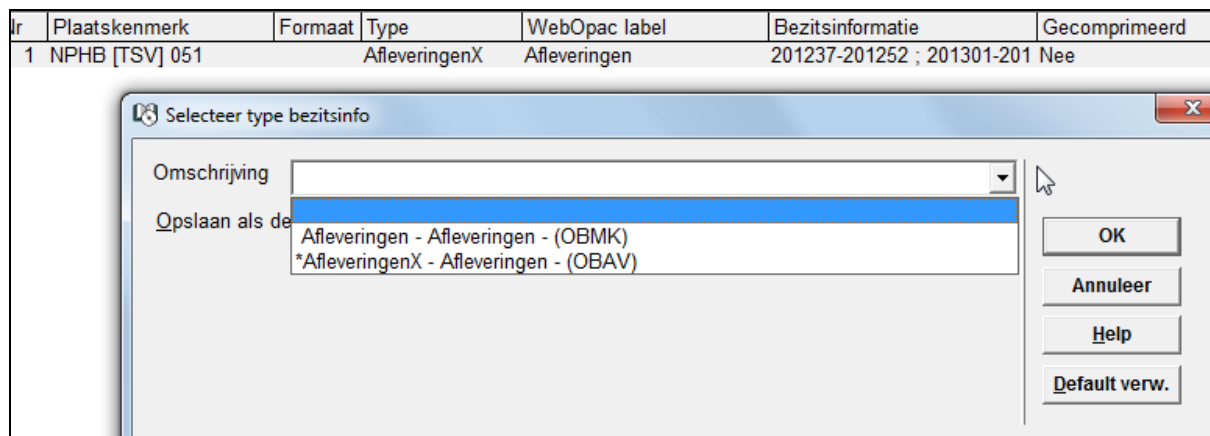 Nr Plaatskenmerk Formaat Type WebOpac label Bezitsinformatie Gecomprimeerd
1 NPHB [TSV] 051 AfleveringenX Afleveringen 201237-201252 ; 201301-201 Nee
Selecteer type bezitsinfo
Omschrijving
Opslaan als de
Afleveringen - Afleveringen - (OBMK)
*AfleveringenX - Afleveringen - (OBAV)
OK
Annuleer
Help
Default verw.